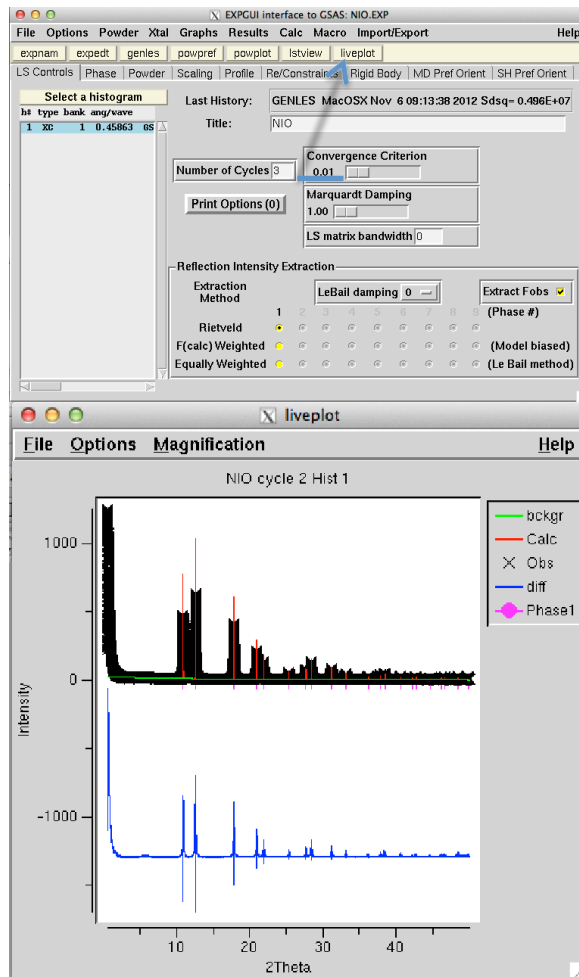 EXPGUI interface to GSAS: NIO.EXP
File Options Powder Xtal Graphs Results Calc Macro Import/Export Help
expnam expedt genles powpref powplot lstview liveplot
LS Controls Phase Powder Scaling Profile Re/Constraints Rigid Body MD Pref Orient SH Pref Orient
Select a histogram
h# type bank ang/wave
1 XC 1 0.45863 GS
Last History: GENLES MacOSX Nov 6 09:13:38 2012 Sdsq= 0.496E+07
Title: NIO
Number of Cycles 3
Convergence Criterion
0.01
Print Options (0)
Marquardt Damping
1.00
LS matrix bandwidth 0
Reflection Intensity Extraction
Extraction
Method
LeBail damping 0
Extract Fobs
1 2 3 4 5 6 7 8 9 (Phase #)
Rietveld
F(calc) Weighted (Model biased)
Equally Weighted (Le Bail method)
X liveplot
File Options Magnification Help
NIO cycle 2 Hist 1
bckgr
Calc
Obs
diff
Phase1
1000
0
-1000
Intensity
10 20 30 40
2Theta